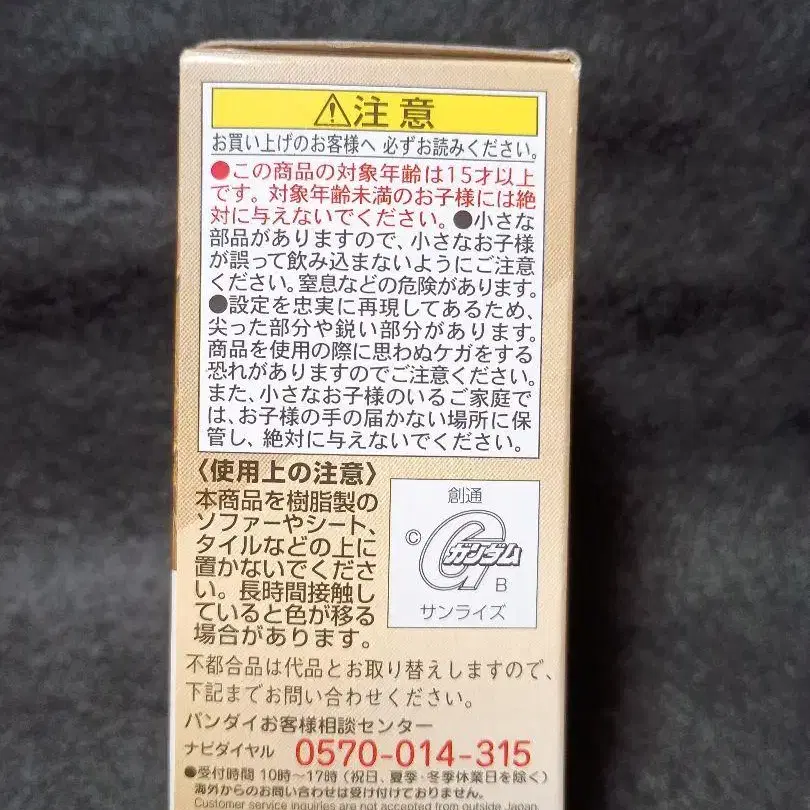 ⚠注意
お買い上げのお客様へ 必ずお読みください。
●この商品の対象年齢は15才以上
です。対象年齢未満のお子様には絶
対に与えないでください。●小さな
部品がありますので、小さなお子様
が誤って飲み込まないようにご注意
ください。窒息などの危険があります。
●設定を忠実に再現してあるため、
尖った部分や鋭い部分があります。
商品を使用の際に思わぬケガをする
恐れがありますのでご注意ください。
また、小さなお子様のいるご家庭で
は、お子様の手の届かない場所に保
管し、絶対に与えないでください。
〈使用上の注意〉
本商品を樹脂製の
ソファーやシート、
タイルなどの上に
置かないでくださ
い。長時間接触し
ていると色が移る
場合があります。
創通
© Gガンダム
B
サンライズ
不都合品は代品とお取り替えしますので、
下記までお問い合わせください。
バンダイお客様相談センター
ナビダイヤル 0570-014-315
●受付時間 10時〜17時（祝日、夏季・冬季休業日を除く）
海外からのお問い合わせは受け付けておりません。
Customer service inquiries are not accepted from outside Japan.